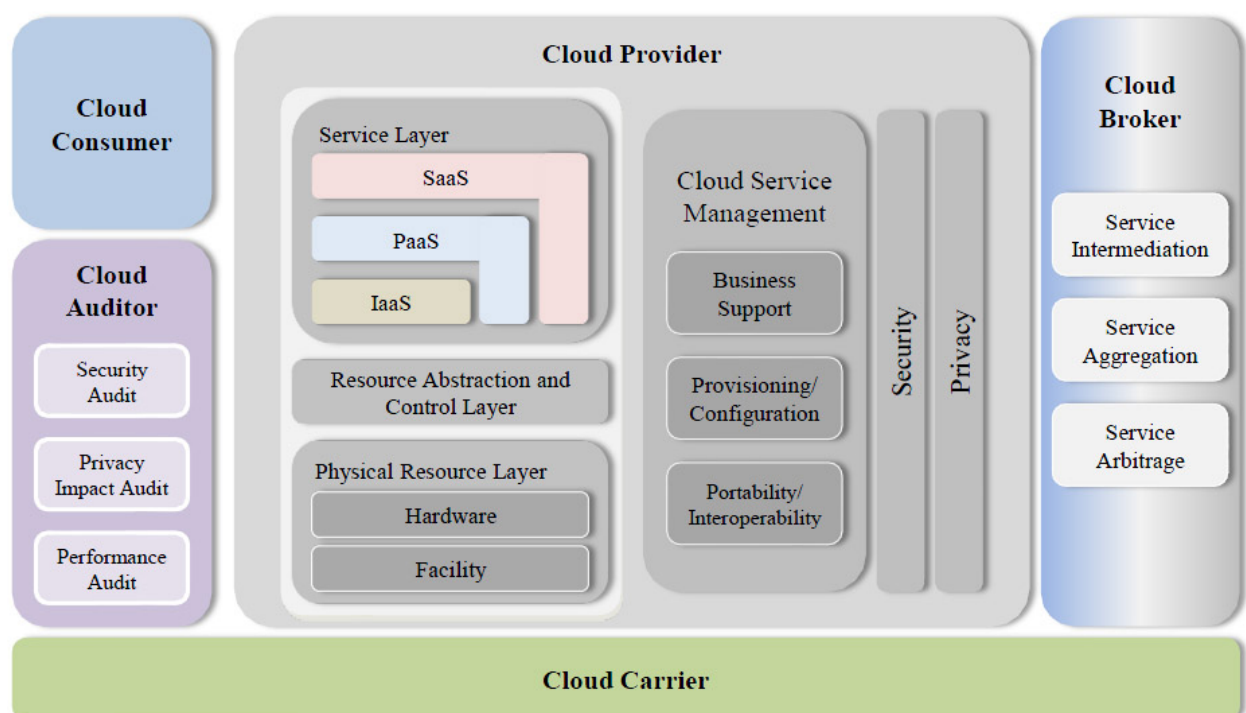 Cloud
Consumer
Cloud
Auditor
Security
Audit
Privacy
Impact Audit
Performance
Audit
Cloud Provider
Service Layer
SaaS
PaaS
IaaS
Resource Abstraction and
Control Layer
Physical Resource Layer
Hardware
Facility
Cloud Service
Management
Business
Support
Provisioning/
Configuration
Portability/
Interoperability
Security
Privacy
Cloud
Broker
Service
Intermediation
Service
Aggregation
Service
Arbitrage
Cloud Carrier